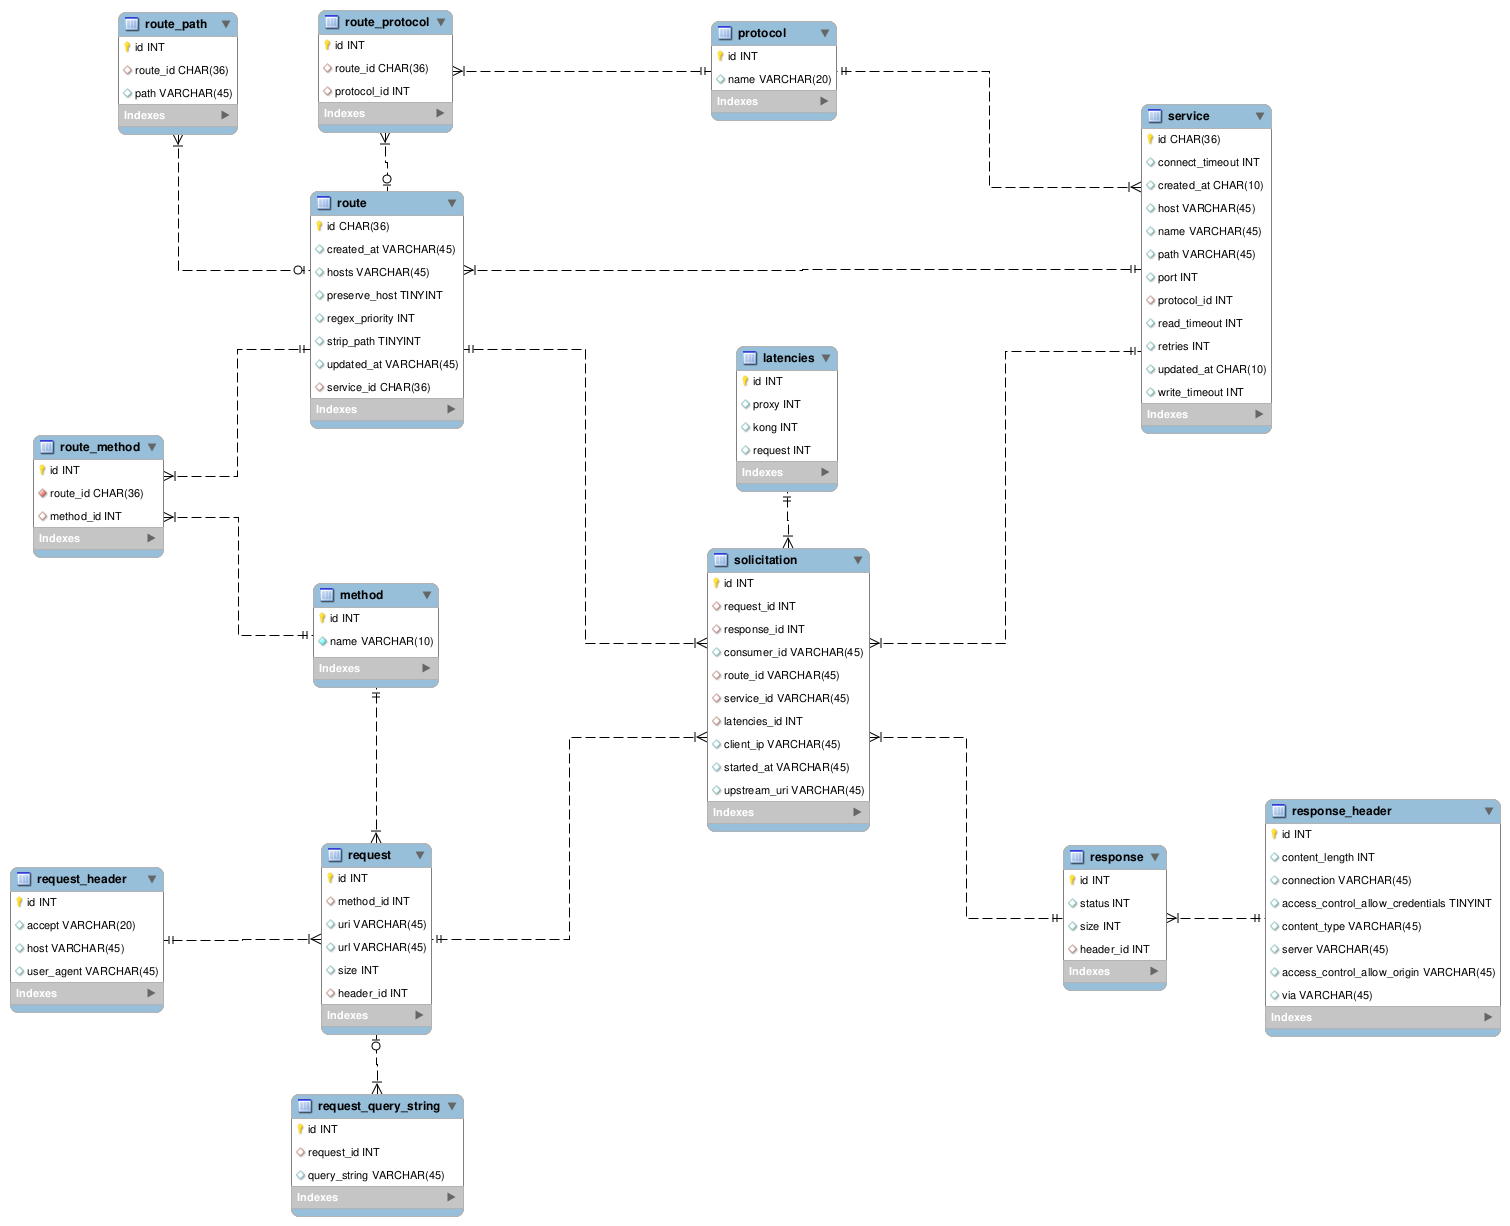 route_path
id INT
route_id CHAR(36)
path VARCHAR(45)
Indexes
route_protocol
id INT
route_id CHAR(36)
protocol_id INT
Indexes
protocol
id INT
name VARCHAR(20)
Indexes
service
id CHAR(36)
connect_timeout INT
created_at CHAR(10)
host VARCHAR(45)
name VARCHAR(45)
path VARCHAR(45)
port INT
protocol_id INT
read_timeout INT
retries INT
updated_at CHAR(10)
write_timeout INT
Indexes
route
id CHAR(36)
created_at VARCHAR(45)
hosts VARCHAR(45)
preserve_host TINYINT
regex_priority INT
strip_path TINYINT
updated_at VARCHAR(45)
service_id CHAR(36)
Indexes
latencies
id INT
proxy INT
kong INT
request INT
Indexes
route_method
id INT
route_id CHAR(36)
method_id INT
Indexes
method
id INT
name VARCHAR(10)
Indexes
solicitation
id INT
request_id INT
response_id INT
consumer_id VARCHAR(45)
route_id VARCHAR(45)
service_id VARCHAR(45)
latencies_id INT
client_ip VARCHAR(45)
started_at VARCHAR(45)
upstream_uri VARCHAR(45)
Indexes
request_header
id INT
accept VARCHAR(20)
host VARCHAR(45)
user_agent VARCHAR(45)
Indexes
request
id INT
method_id INT
uri VARCHAR(45)
url VARCHAR(45)
size INT
header_id INT
Indexes
response
id INT
status INT
size INT
header_id INT
Indexes
response_header
id INT
content_length INT
connection VARCHAR(45)
access_control_allow_credentials TINYINT
content_type VARCHAR(45)
server VARCHAR(45)
access_control_allow_origin VARCHAR(45)
via VARCHAR(45)
Indexes
request_query_string
id INT
request_id INT
query_string VARCHAR(45)
Indexes